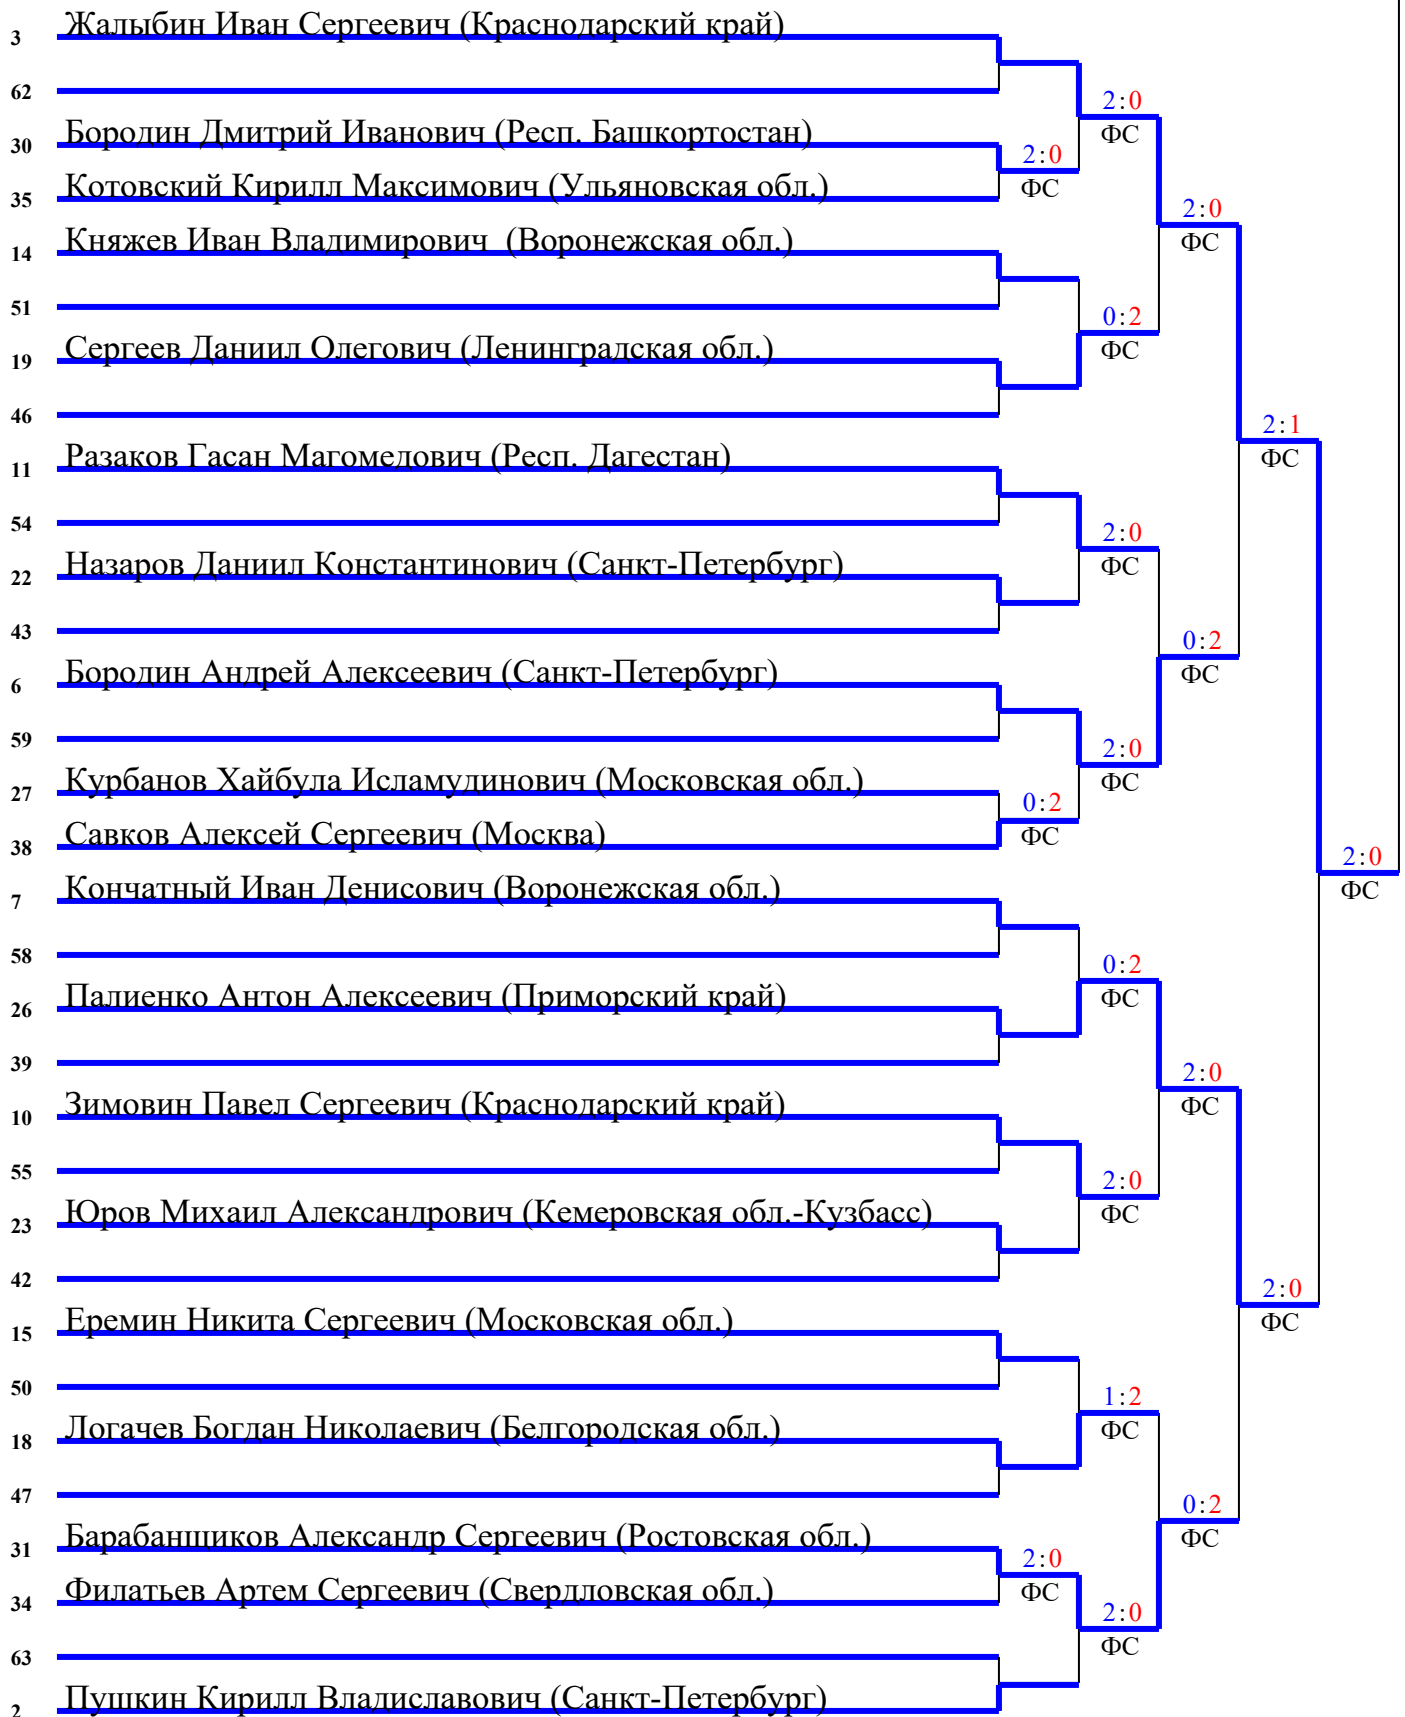 3 Жалыбин Иван Сергеевич (Краснодарский край)
62
2:0
ФС
30 Бородин Дмитрий Иванович (Респ. Башкортостан)
2:0
ФС
35 Котовский Кирилл Максимович (Ульяновская обл.)
2:0
ФС
14 Княжев Иван Владимирович (Воронежская обл.)
51
0:2
ФС
19 Сергеев Даниил Олегович (Ленинградская обл.)
46
2:1
ФС
11 Разаков Гасан Магомедович (Респ. Дагестан)
54
2:0
ФС
22 Назаров Даниил Константинович (Санкт-Петербург)
43
0:2
ФС
6 Бородин Андрей Алексеевич (Санкт-Петербург)
59
2:0
ФС
27 Курбанов Хайбула Исламудинович (Московская обл.)
0:2
ФС
38 Савков Алексей Сергеевич (Москва)
2:0
ФС
7 Кончатный Иван Денисович (Воронежская обл.)
58
0:2
ФС
26 Палиенко Антон Алексеевич (Приморский край)
39
2:0
ФС
10 Зимовин Павел Сергеевич (Краснодарский край)
55
2:0
ФС
23 Юров Михаил Александрович (Кемеровская обл.-Кузбасс)
42
2:0
ФС
15 Еремин Никита Сергеевич (Московская обл.)
50
1:2
ФС
18 Логачев Богдан Николаевич (Белгородская обл.)
47
0:2
ФС
31 Барабанщиков Александр Сергеевич (Ростовская обл.)
2:0
ФС
34 Филатьев Артем Сергеевич (Свердловская обл.)
2:0
ФС
63
2 Пушкин Кирилл Владиславович (Санкт-Петербург)